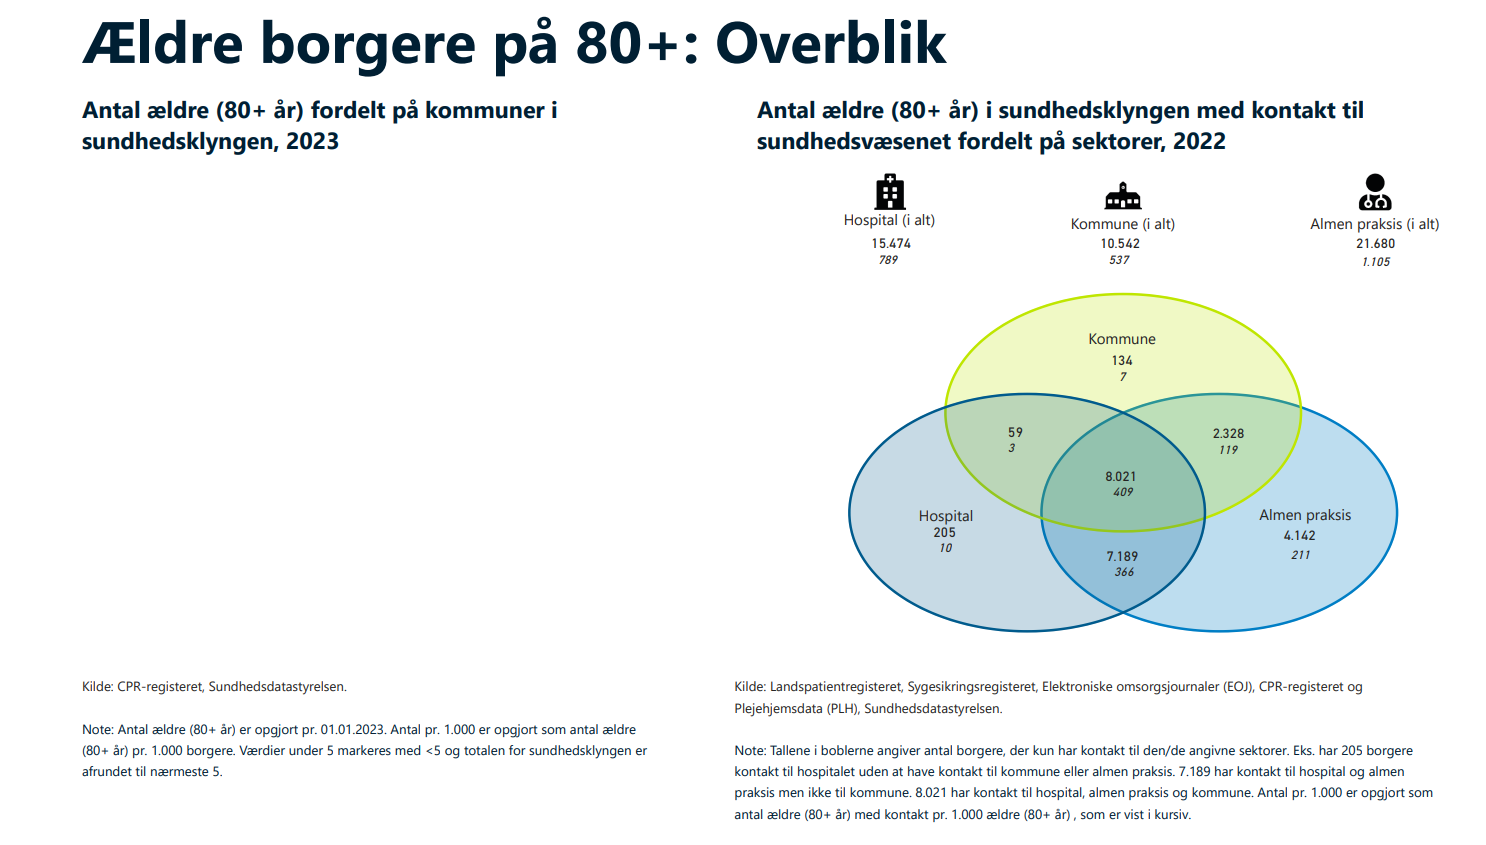 Ældre borgere på 80+: Overblik
Antal ældre (80+ år) fordelt på kommuner i
sundhedsklyngen, 2023
Kilde: CPR-registeret, Sundhedsdatastyrelsen.
Note: Antal ældre (80+ år) er opgjort pr. 01.01.2023. Antal pr. 1.000 er opgjort som antal ældre
(80+ år) pr. 1.000 borgere. Værdier under 5 markeres med <5 og totalen for sundhedsklyngen er
afrundet til nærmeste 5.
Antal ældre (80+ år) i sundhedsklyngen med kontakt til
sundhedsvæsenet fordelt på sektorer, 2022
Hospital (i alt)
15.474
789
Kommune (i alt)
10.542
537
Almen praksis (i alt)
21.680
1.105
Kommune
134
7
59
3
2.328
119
8.021
409
Hospital
205
10
Almen praksis
4.142
211
7.189
366
Kilde: Landspatientregisteret, Sygesikringsregisteret, Elektroniske omsorgsjournaler (EOJ), CPR-registeret og
Plejehjemsdata (PLH), Sundhedsdatastyrelsen.
Note: Tallene i boblerne angiver antal borgere, der kun har kontakt til den/de angivne sektorer. Eks. har 205 borgere
kontakt til hospitalet uden at have kontakt til kommune eller almen praksis. 7.189 har kontakt til hospital og almen
praksis men ikke til kommune. 8.021 har kontakt til hospital, almen praksis og kommune. Antal pr. 1.000 er opgjort som
antal ældre (80+ år) med kontakt pr. 1.000 ældre (80+ år) , som er vist i kursiv.